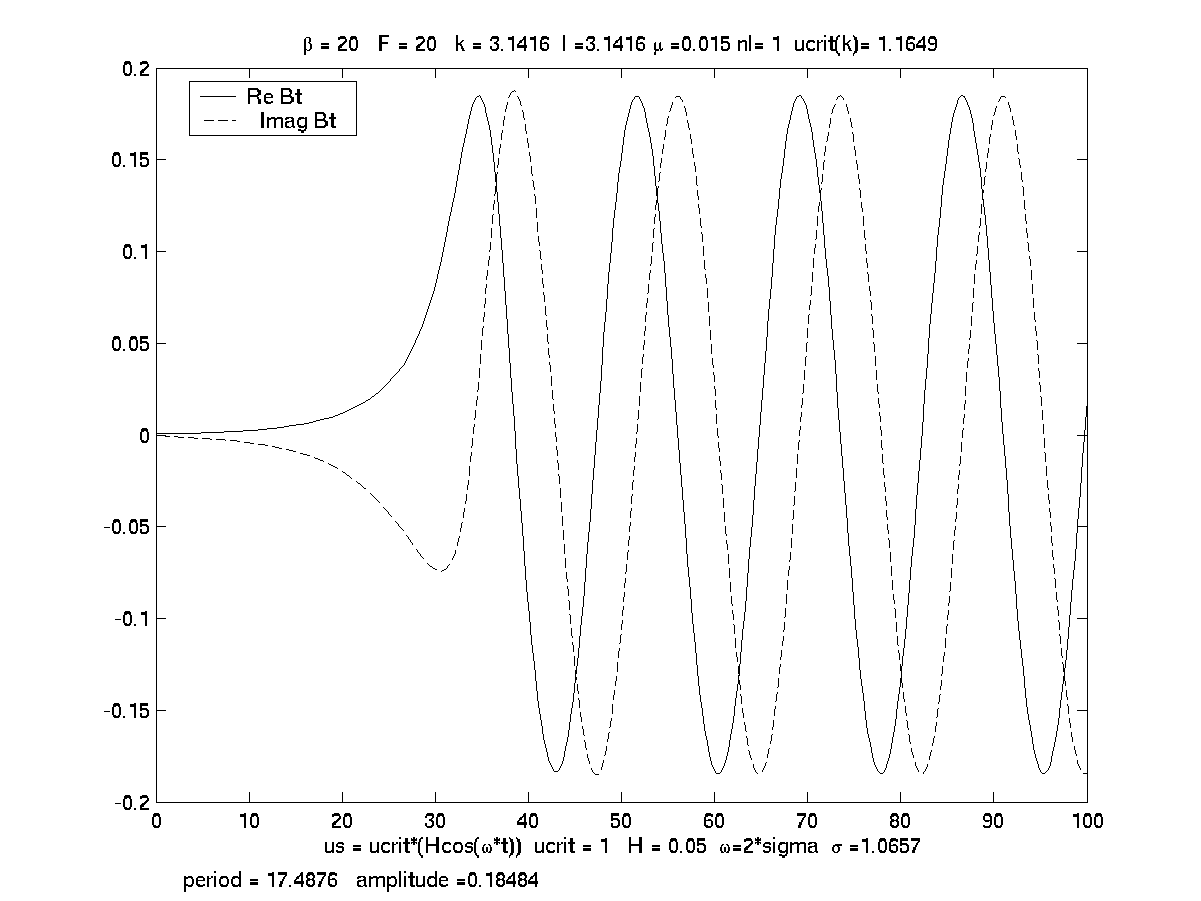 β = 20 F = 20 k = 3.1416 l =3.1416 μ =0.015 nl= 1 ucrit(k)= 1.1649
0.2
Re Bt
Imag Bt
0.15
0.1
0.05
0
-0.05
-0.1
-0.15
-0.2
0 10 20 30 40 50 60 70 80 90 100
us = ucrit*(Hcos(ω*t)) ucrit = 1 H = 0.05 ω=2*sigma σ =1.0657
period = 17.4876 amplitude =0.18484